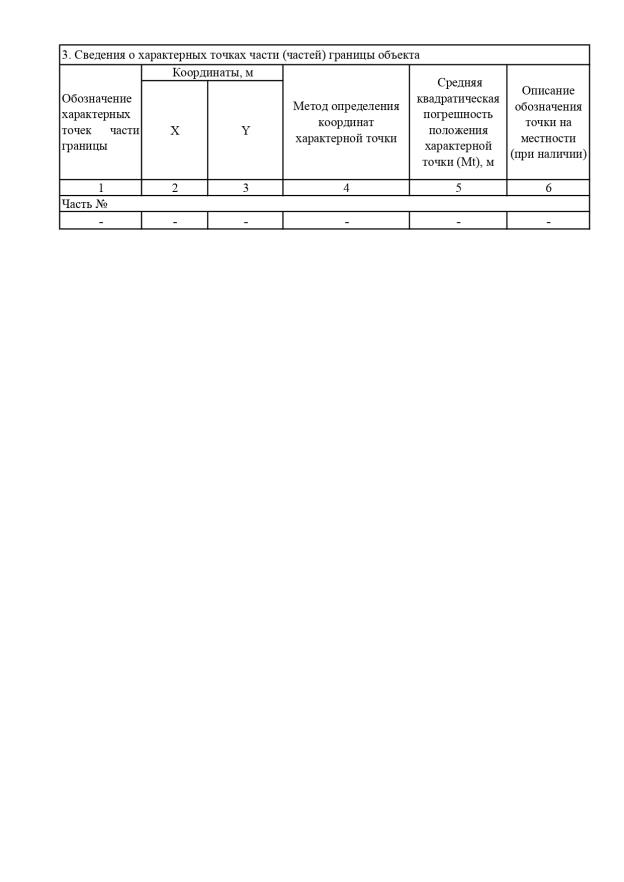 3. Сведения о характерных точках части (частей) границы объекта
Обозначение
характерных
точек части
границы
Координаты, м
X
Y
Метод определения
координат
характерной точки
Средняя
квадратическая
погрешность
положения
характерной
точки (Mt), м
Описание
обозначения
точки на
местности
(при наличии)
1 2 3 4 5 6
Часть №
- - - - - -